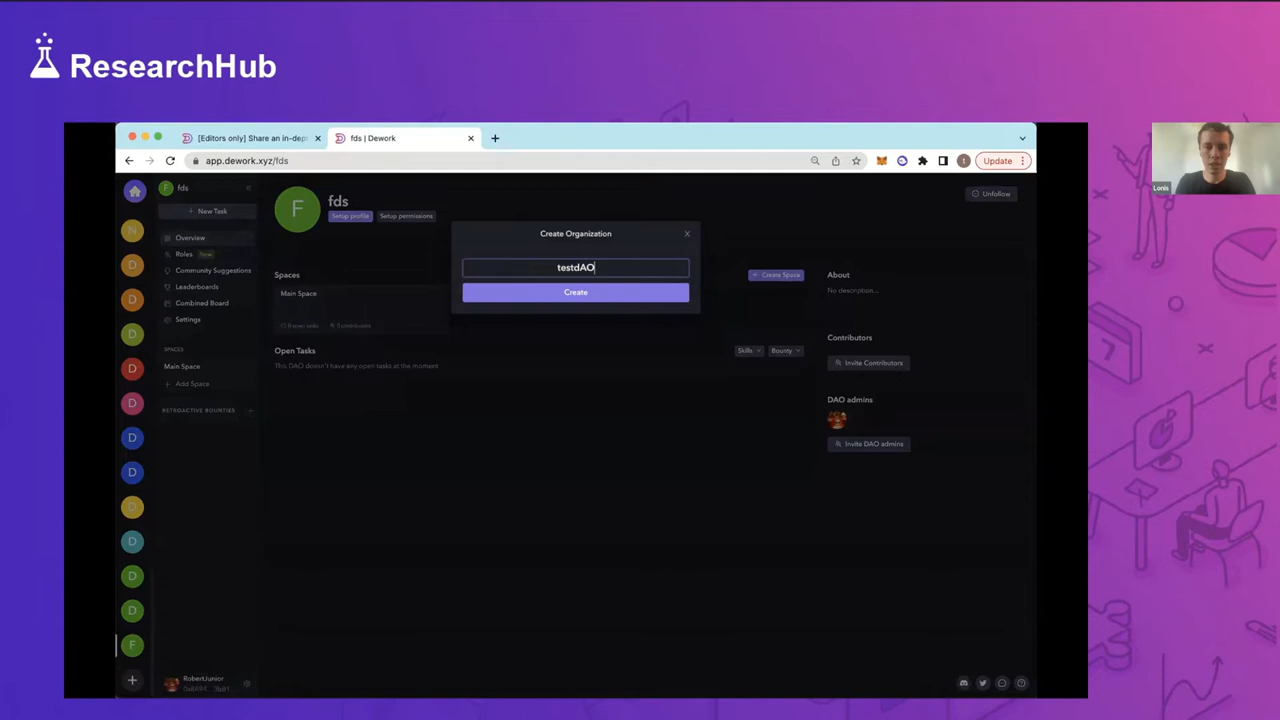 ResearchHub
[Editors only] Share an in-dept
fds | Dework
app.dework.xyz/fds
t
Update
F
fds
New Task
Overview
Roles New
Community Suggestions
Leaderboards
Combined Board
Settings
SPACES
Main Space
Add Space
RETROACTIVE BOUNTIES
N
D
D
D
D
D
D
D
D
D
D
D
F
RobertJunior
F
fds
Setup profile
Setup permissions
Unfollow
Create Organization
testdAO
Create
Spaces
Create Space
Main Space
Open Tasks
Skills
Bounty
This DAO doesn't have any open tasks at the moment
About
No description...
Contributors
Invite Contributors
DAO admins
Invite DAO admins
Lonis
7